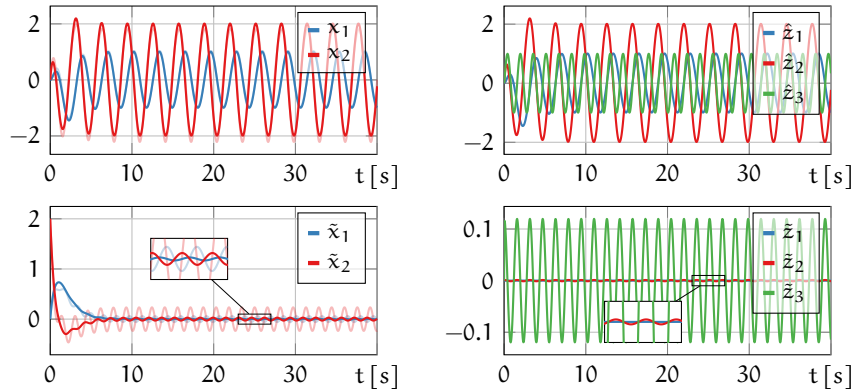 2
0
−2
0 10 20 30 t [s]
x₁
x₂
2
0
−2
0 10 20 30 t [s]
ẑ₁
ẑ₂
ẑ₃
2
1
0
0 10 20 30 t [s]
x̃₁
x̃₂
0.1
0
−0.1
0 10 20 30 t [s]
z̃₁
z̃₂
z̃₃